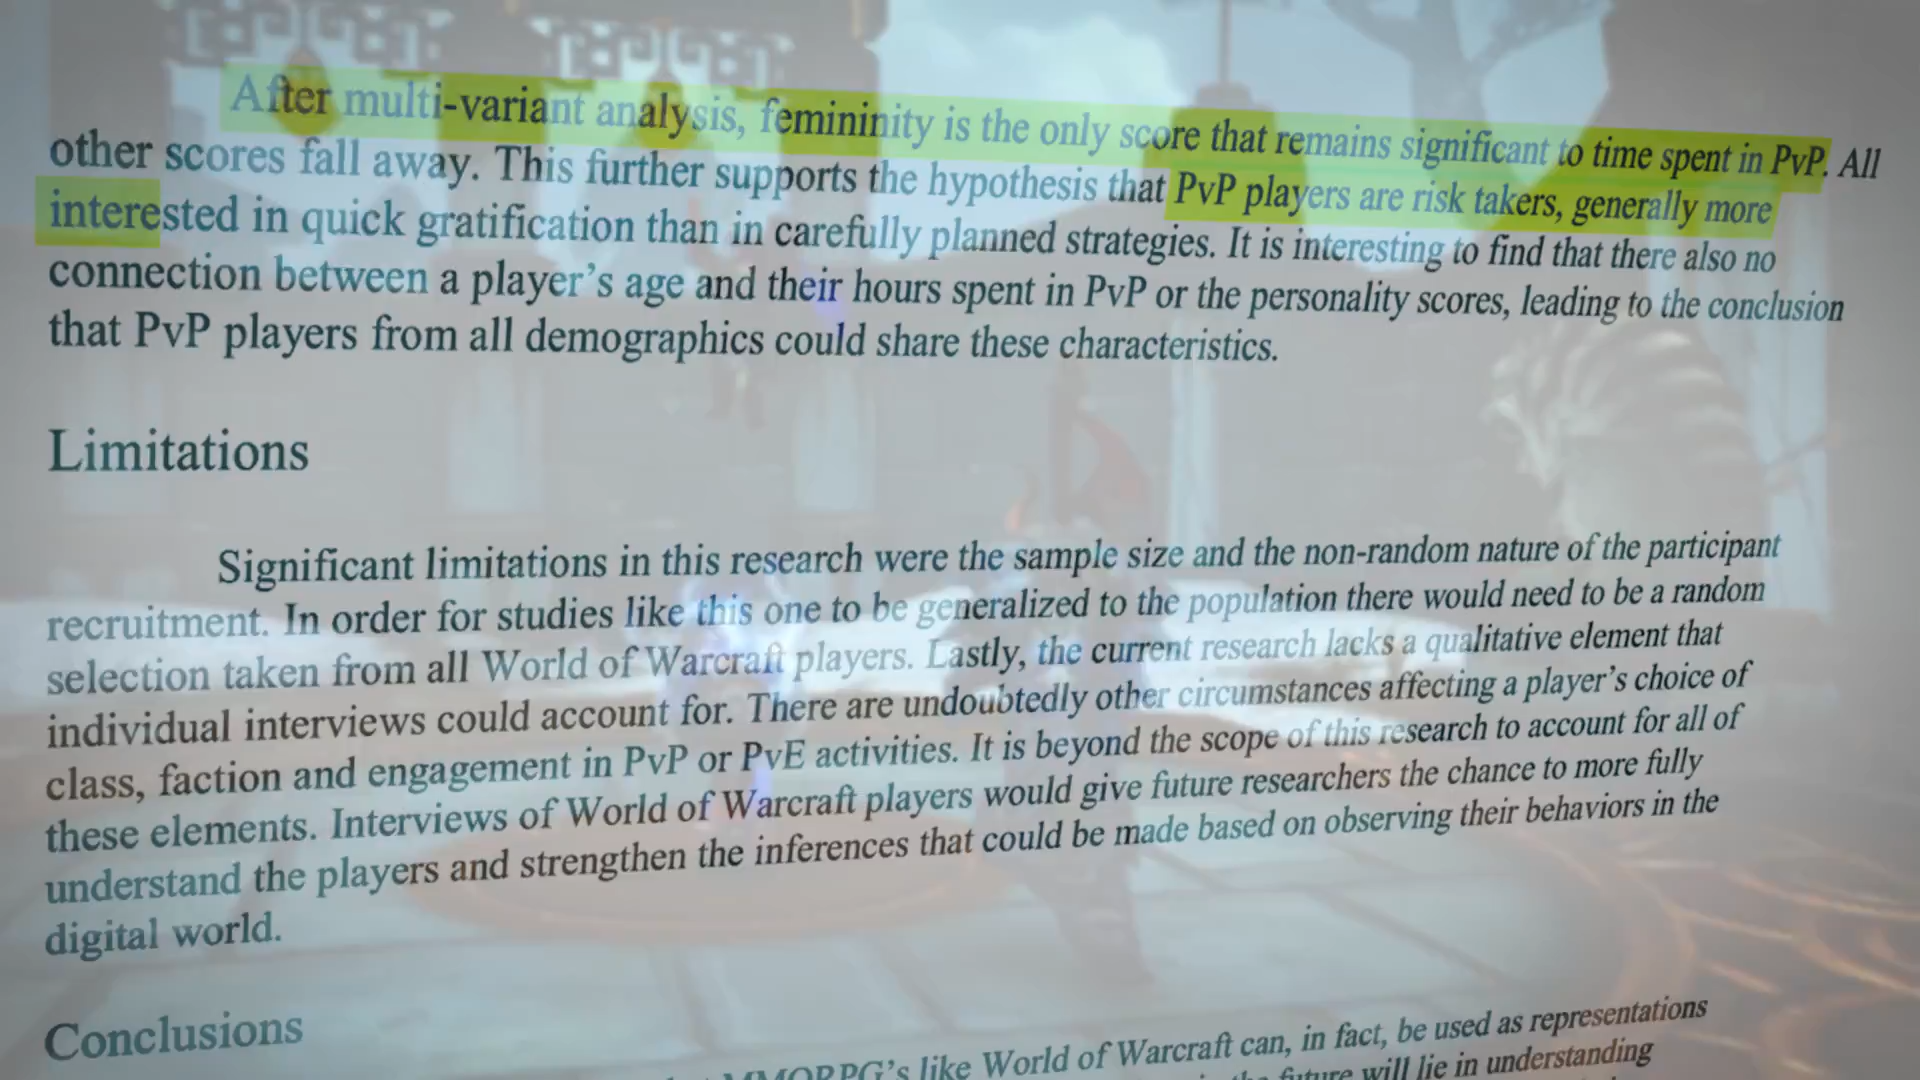 After multi-variant analysis, femininity is the only score that remains significant to time spent in PvP. All
other scores fall away. This further supports the hypothesis that PvP players are risk takers, generally more
interested in quick gratification than in carefully planned strategies. It is interesting to find that there also no
connection between a player’s age and their hours spent in PvP or the personality scores, leading to the conclusion
that PvP players from all demographics could share these characteristics.
Limitations
Significant limitations in this research were the sample size and the non-random nature of the participant
recruitment. In order for studies like this one to be generalized to the population there would need to be a random
selection taken from all World of Warcraft players. Lastly, the current research lacks a qualitative element that
individual interviews could account for. There are undoubtedly other circumstances affecting a player’s choice of
class, faction and engagement in PvP or PvE activities. It is beyond the scope of this research to account for all of
these elements. Interviews of World of Warcraft players would give future researchers the chance to more fully
understand the players and strengthen the inferences that could be made based on observing their behaviors in the
digital world.
Conclusions
MMORPG’s like World of Warcraft can, in fact, be used as representations
future will lie in understanding